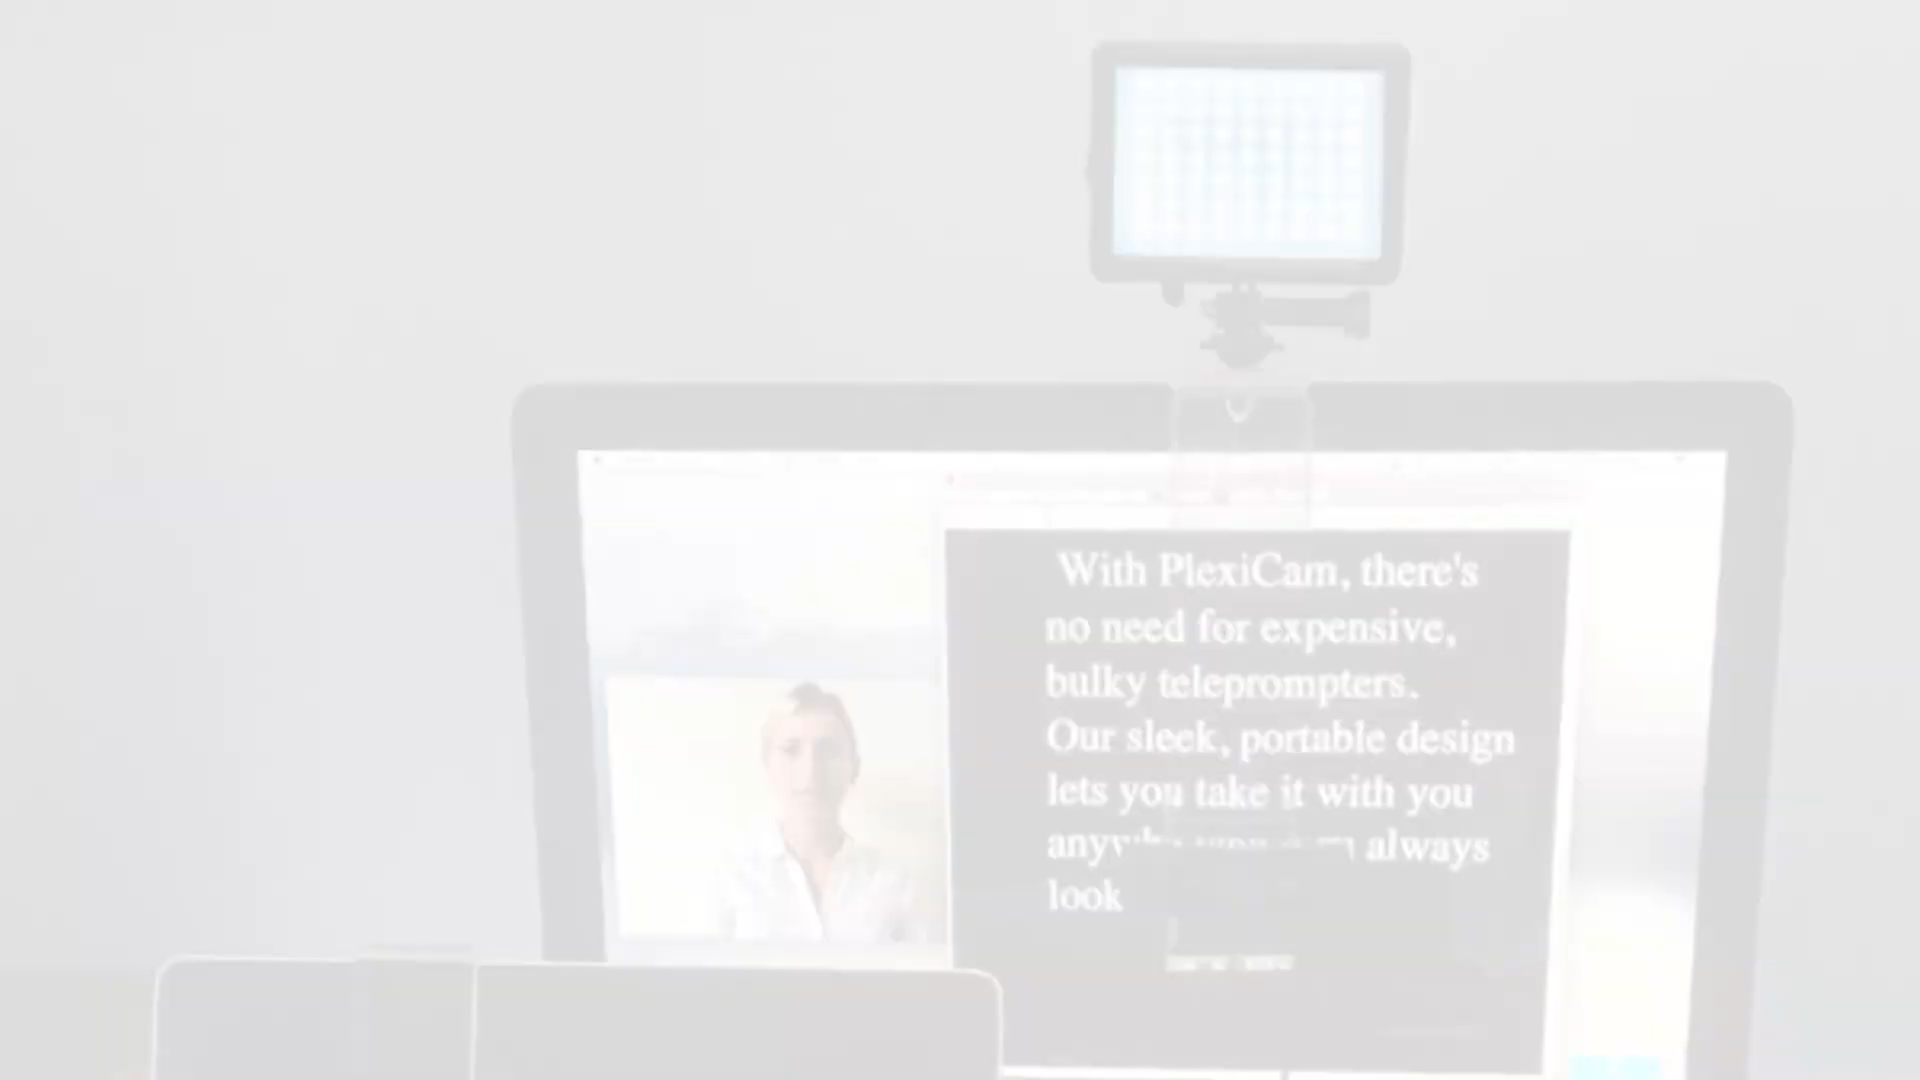 With PlexiCam, there's
no need for expensive,
bulky teleprompters.
Our sleek, portable design
lets you take it with you
always
look